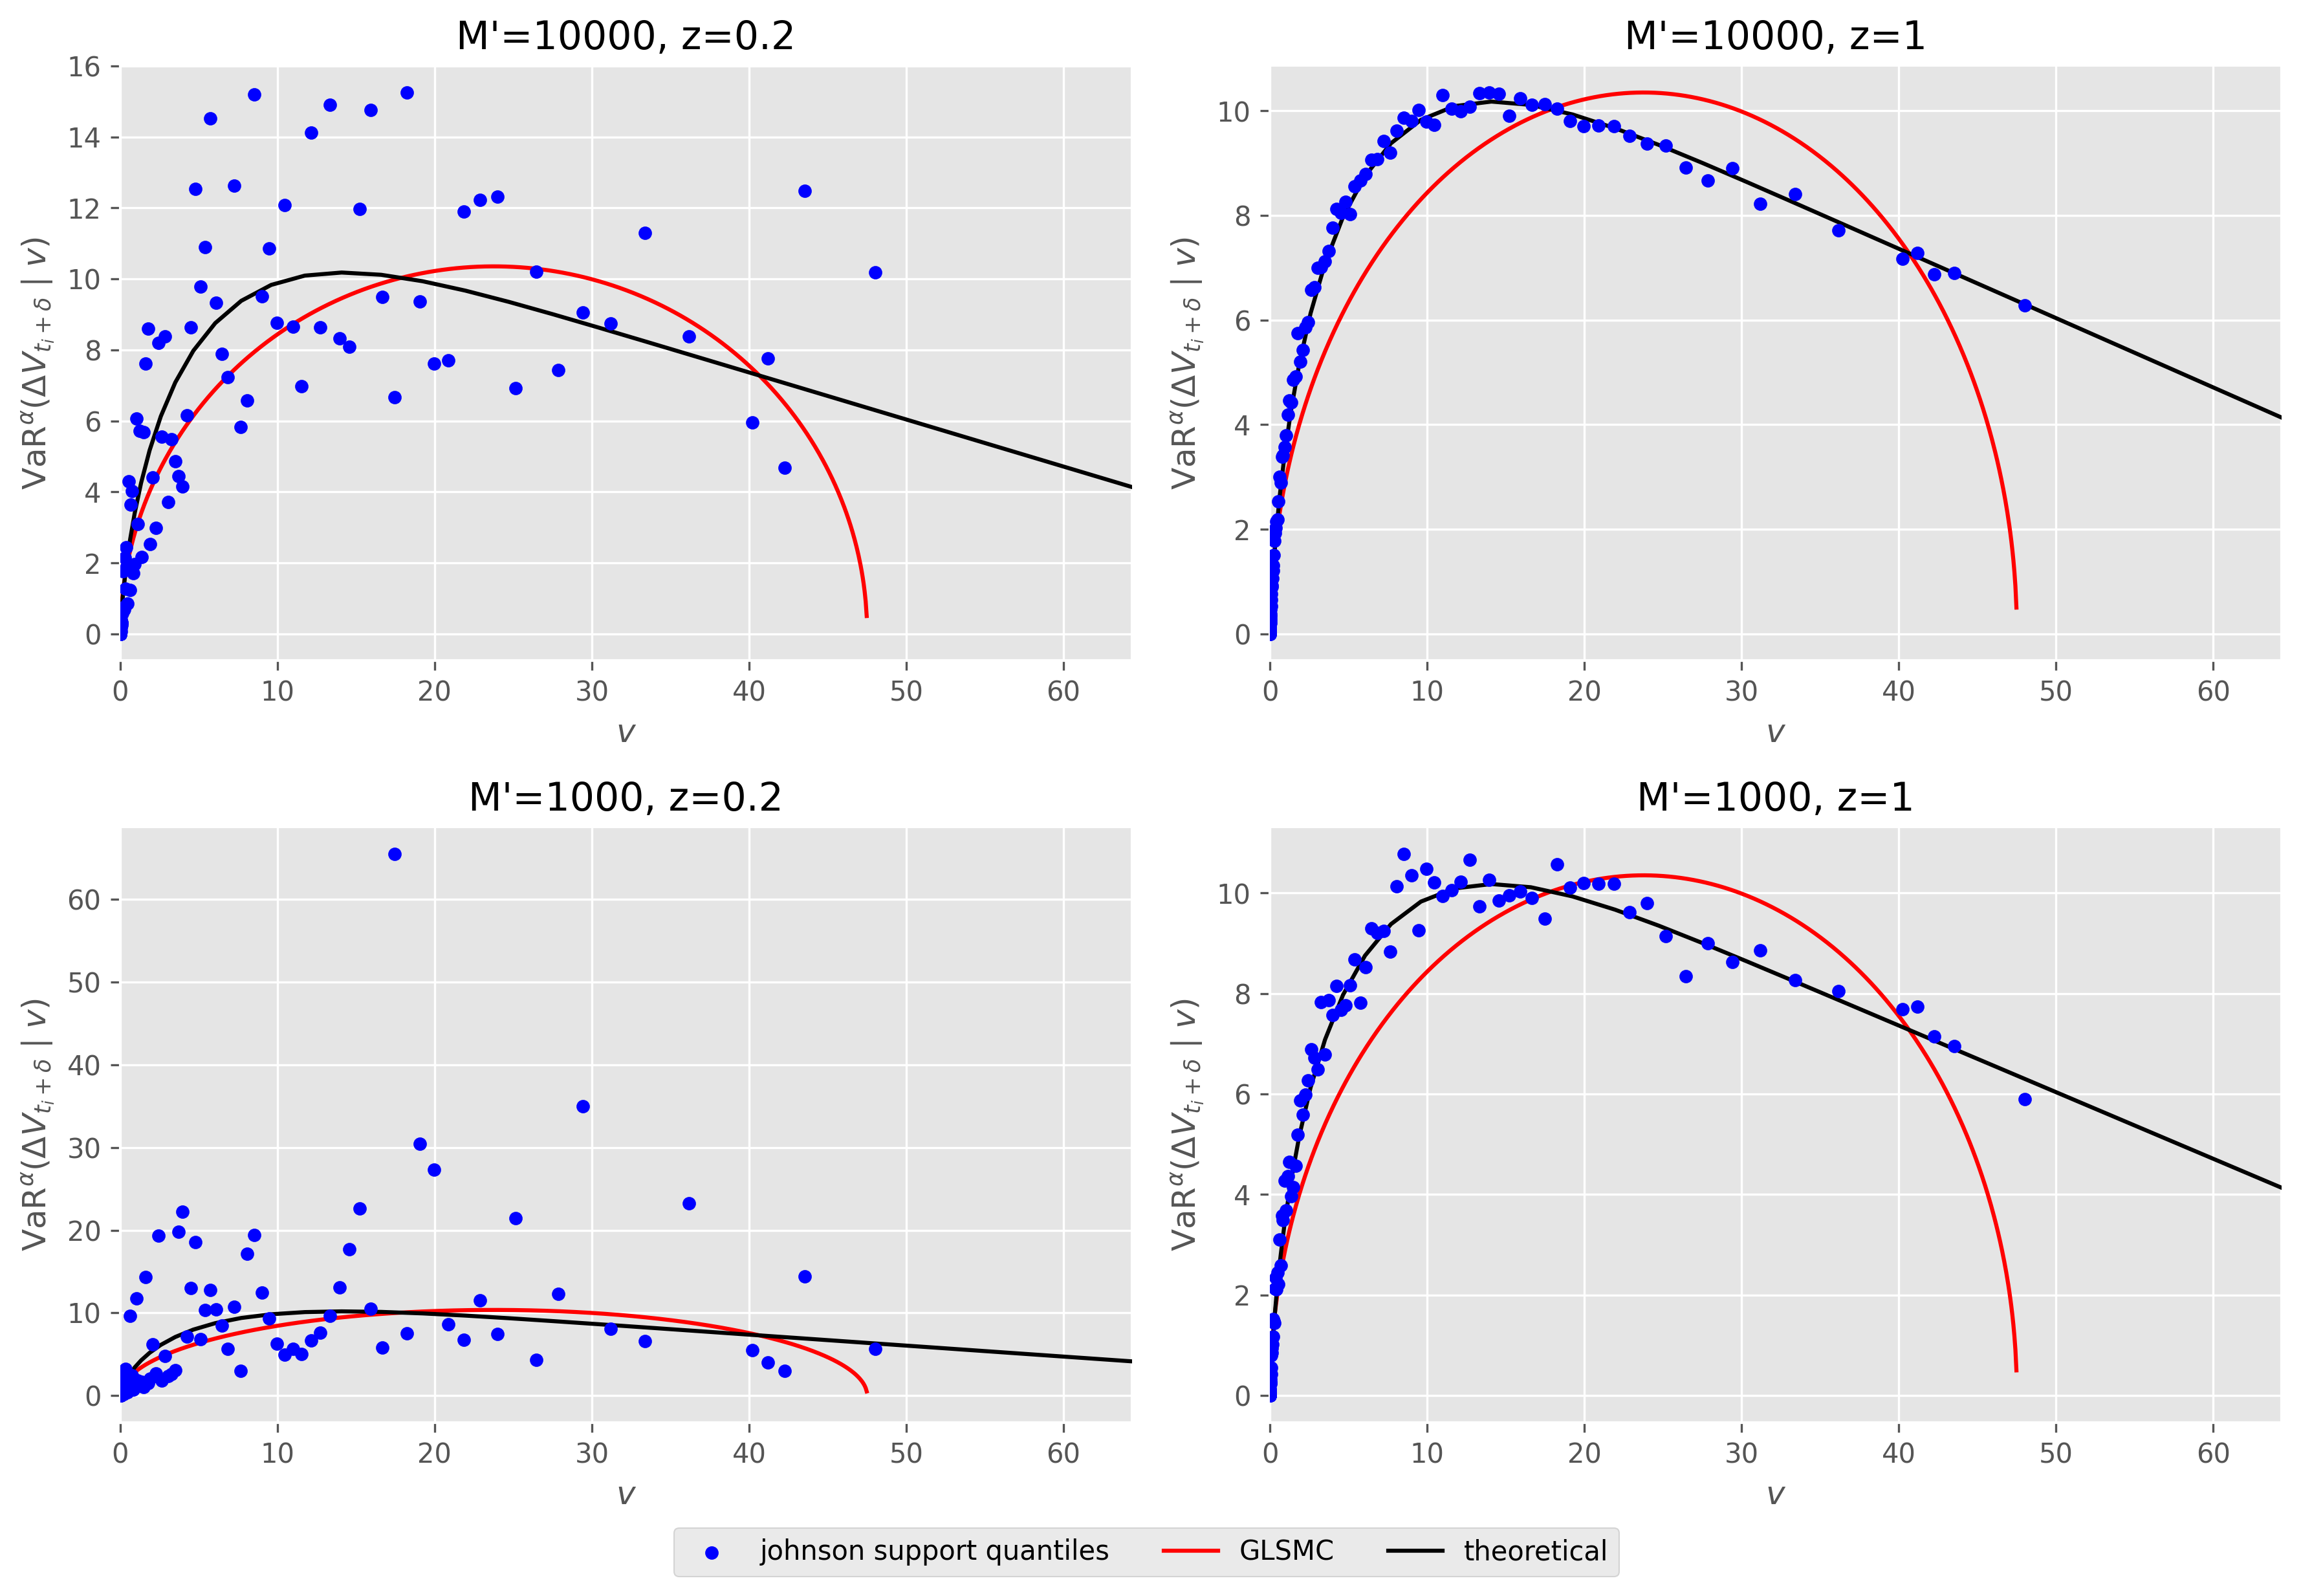 M'=10000, z=0.2
16
14
12
10
8
6
4
2
0
VaR^α(ΔV_{t_i+δ} | v)
0 10 20 30 40 50 60
v
M'=10000, z=1
10
8
6
4
2
0
VaR^α(ΔV_{t_i+δ} | v)
0 10 20 30 40 50 60
v
M'=1000, z=0.2
60
50
40
30
20
10
0
VaR^α(ΔV_{t_i+δ} | v)
0 10 20 30 40 50 60
v
M'=1000, z=1
10
8
6
4
2
0
VaR^α(ΔV_{t_i+δ} | v)
0 10 20 30 40 50 60
v
johnson support quantiles GLSMC theoretical